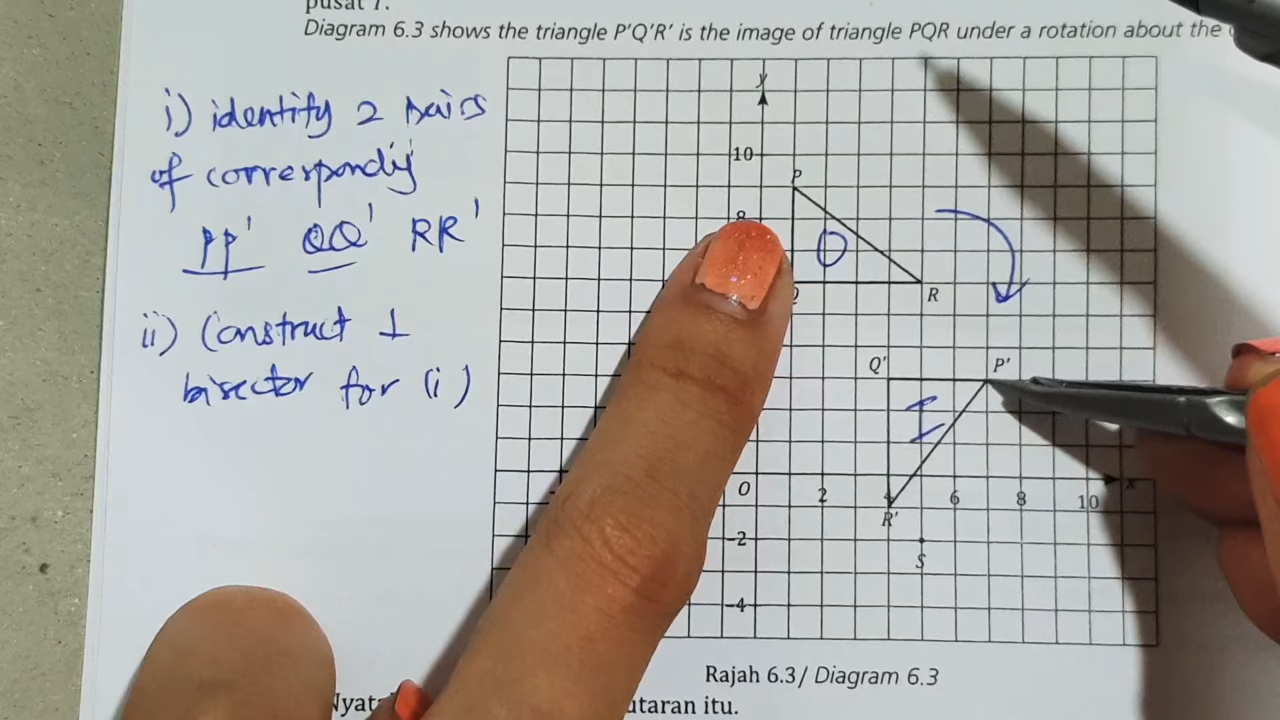 pusat T.
Diagram 6.3 shows the triangle P'Q'R' is the image of triangle PQR under a rotation about the
i) identify 2 pairs
of correspondij
PP' QQ' RR'
ii) Construct ⊥
bisector for (i)
y
10
P
8
O
R
Q'
P'
I
O
2
4
6
8
10
x
R'
-2
S
-4
Rajah 6.3/ Diagram 6.3
utaran itu.